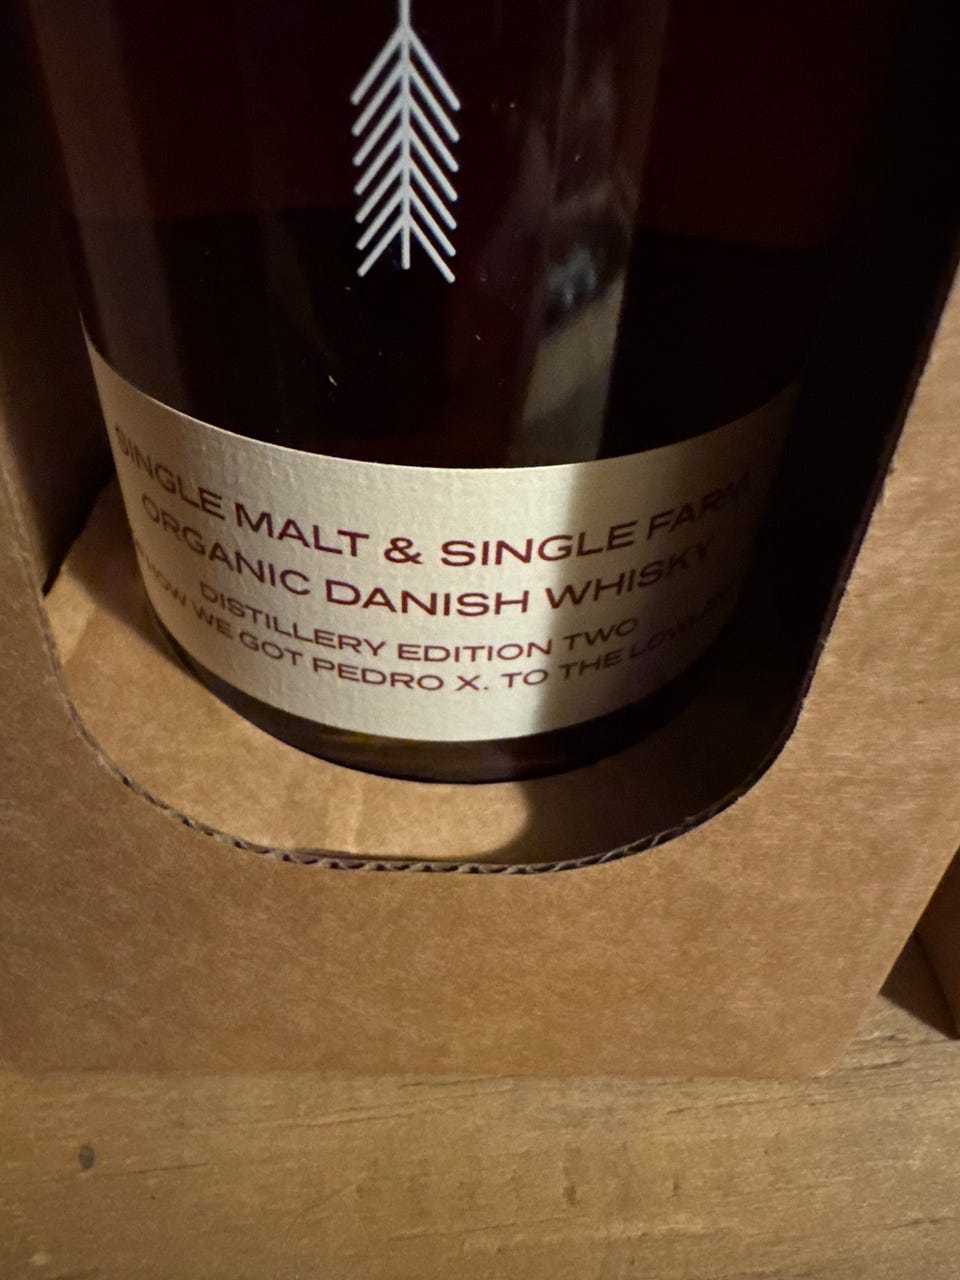 SINGLE MALT & SINGLE FARM
ORGANIC DANISH WHISKY
DISTILLERY EDITION TWO
HOW WE GOT PEDRO X. TO THE